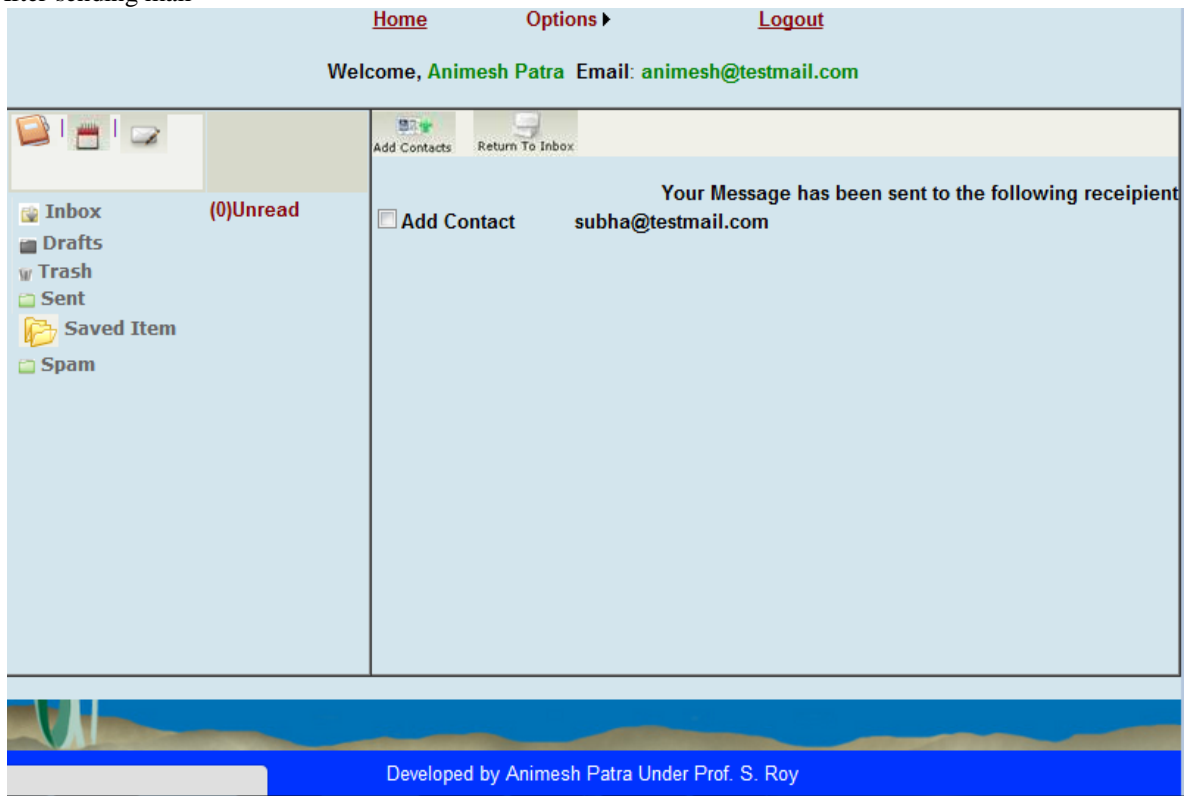 sending mail
Home Options Logout
Welcome, Animesh Patra Email: animesh@testmail.com
Add Contacts Return To Inbox
Your Message has been sent to the following receipient
Inbox (0)Unread
Add Contact subha@testmail.com
Drafts
Trash
Sent
Saved Item
Spam
Developed by Animesh Patra Under Prof. S. Roy